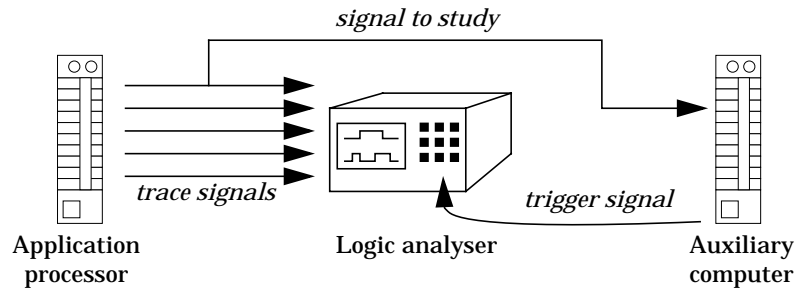 signal to study
trace signals
trigger signal
Application
processor
Logic analyser
Auxiliary
computer